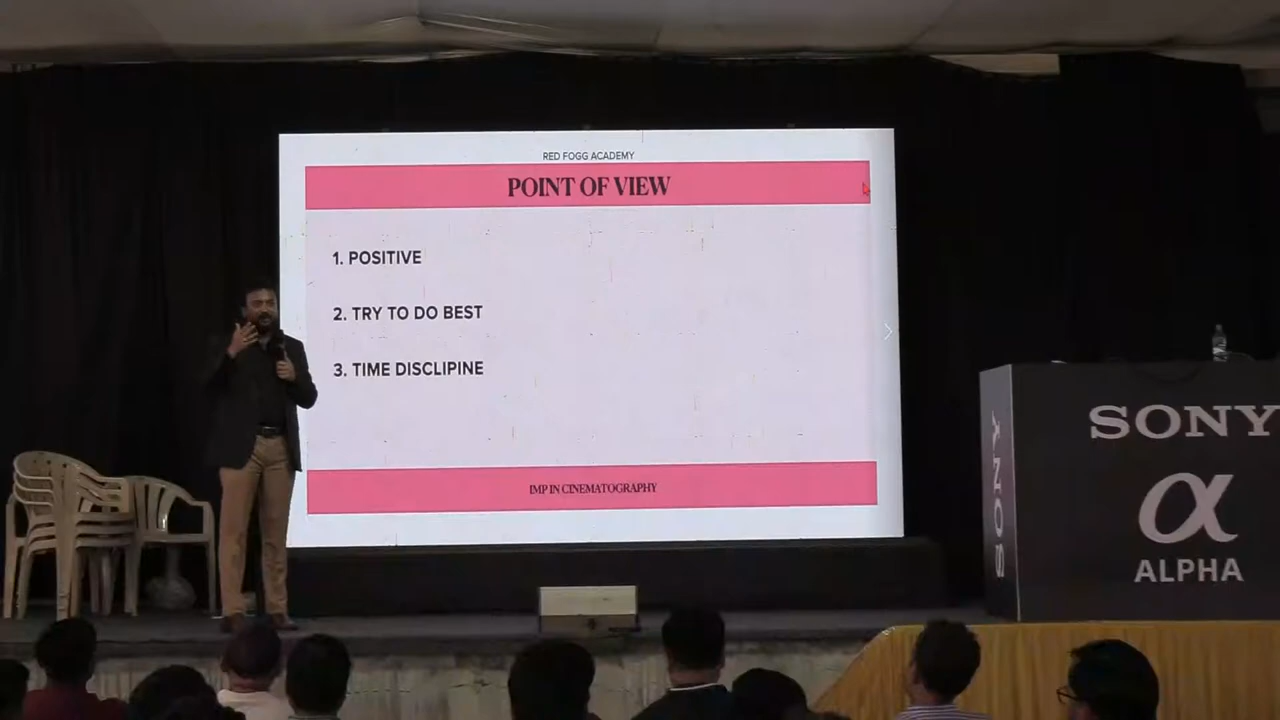 RED FOGG ACADEMY
POINT OF VIEW
1. POSITIVE
2. TRY TO DO BEST
3. TIME DISCLIPINE
IMP IN CINEMATOGRAPHY
SONY
SONY
α
ALPHA